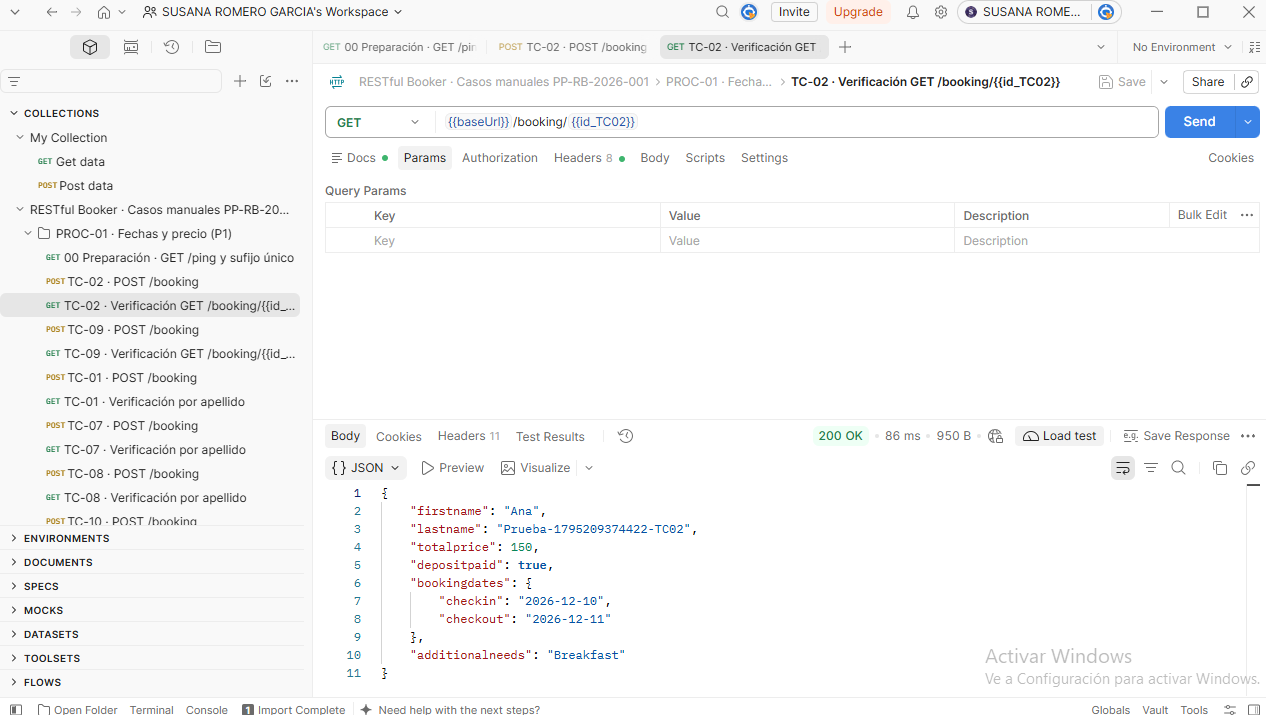 SUSANA ROMERO GARCIA's Workspace Invite Upgrade S SUSANA ROME...
GET 00 Preparación · GET /pin POST TC-02 · POST /booking GET TC-02 · Verificación GET No Environment
RESTful Booker · Casos manuales PP-RB-2026-001 > PROC-01 · Fecha... > TC-02 · Verificación GET /booking/{{id_TC02}} Save Share
GET {{baseUrl}} /booking/ {{id_TC02}} Send
Docs Params Authorization Headers 8 Body Scripts Settings Cookies
Query Params
Key Value Description Bulk Edit
Key Value Description
COLLECTIONS
My Collection
GET Get data
POST Post data
RESTful Booker · Casos manuales PP-RB-20...
PROC-01 · Fechas y precio (P1)
GET 00 Preparación · GET /ping y sufijo único
POST TC-02 · POST /booking
GET TC-02 · Verificación GET /booking/{{id_...
POST TC-09 · POST /booking
GET TC-09 · Verificación GET /booking/{{id_...
POST TC-01 · POST /booking
GET TC-01 · Verificación por apellido
POST TC-07 · POST /booking
GET TC-07 · Verificación por apellido
POST TC-08 · POST /booking
GET TC-08 · Verificación por apellido
POST TC-10 · POST /booking
ENVIRONMENTS
DOCUMENTS
SPECS
MOCKS
DATASETS
TOOLSETS
FLOWS
Body Cookies Headers 11 Test Results 200 OK • 86 ms • 950 B Load test e.g. Save Response
{} JSON Preview Visualize
1 {
2 "firstname": "Ana",
3 "lastname": "Prueba-1795209374422-TC02",
4 "totalprice": 150,
5 "depositpaid": true,
6 "bookingdates": {
7 "checkin": "2026-12-10",
8 "checkout": "2026-12-11"
9 },
10 "additionalneeds": "Breakfast"
11 }
Activar Windows
Ve a Configuración para activar Windows.
Open Folder Terminal Console 1 Import Complete Need help with the next steps? Globals Vault Tools